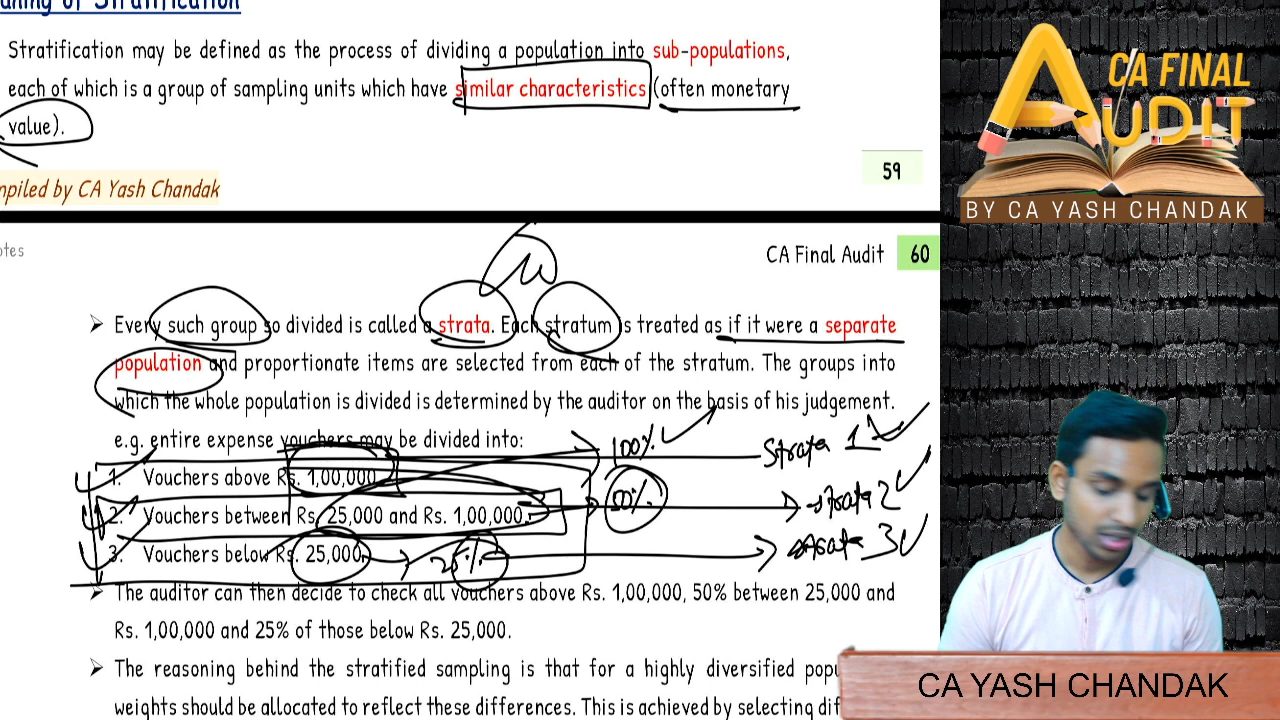 aning of Stratification
Stratification may be defined as the process of dividing a population into sub-populations,
each of which is a group of sampling units which have similar characteristics (often monetary
value).
59
mpiled by CA Yash Chandak
otes
CA Final Audit 60
➤ Every such group so divided is called a strata. Each stratum is treated as if it were a separate
population and proportionate items are selected from each of the stratum. The groups into
which the whole population is divided is determined by the auditor on the basis of his judgement.
e.g. entire expense vouchers may be divided into:
1. Vouchers above Rs. 1,00,000
2. Vouchers between Rs. 25,000 and Rs. 1,00,000
3. Vouchers below Rs. 25,000
100% Strata 1
50% strata 2
25% strata 3
➤ The auditor can then decide to check all vouchers above Rs. 1,00,000, 50% between 25,000 and
Rs. 1,00,000 and 25% of those below Rs. 25,000.
➤ The reasoning behind the stratified sampling is that for a highly diversified popu
weights should be allocated to reflect these differences. This is achieved by selecting dif
CA FINAL
AUDIT
BY CA YASH CHANDAK
CA YASH CHANDAK